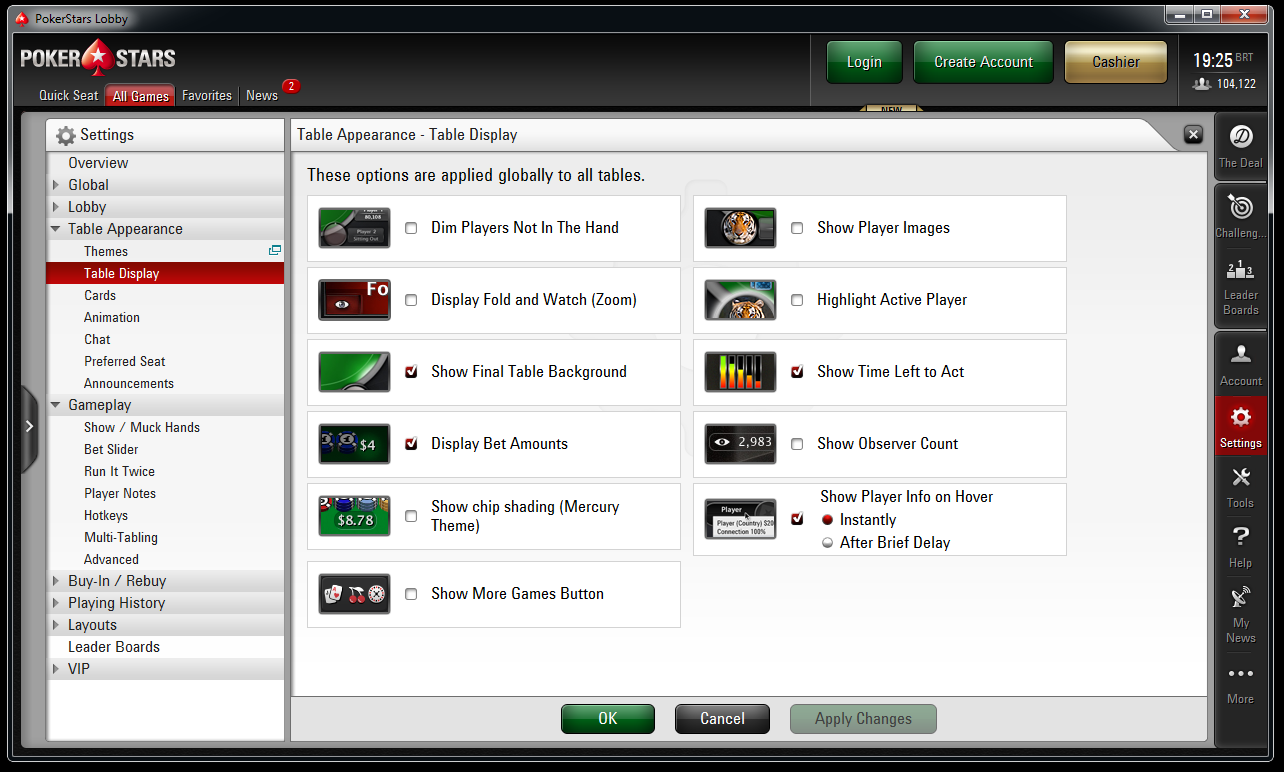 PokerStars Lobby
POKER STARS
Login
Create Account
Cashier
19:25 BRT
104,122
Quick Seat
All Games
Favorites
News
2
NEW
Settings
Overview
Global
Lobby
Table Appearance
Themes
Table Display
Cards
Animation
Chat
Preferred Seat
Announcements
Gameplay
Show / Muck Hands
Bet Slider
Run It Twice
Player Notes
Hotkeys
Multi-Tabling
Advanced
Buy-In / Rebuy
Playing History
Layouts
Leader Boards
VIP
Table Appearance - Table Display
These options are applied globally to all tables.
80,108
Player 2
Sitting Out
Dim Players Not In The Hand
Show Player Images
Fo
Display Fold and Watch (Zoom)
Highlight Active Player
Show Final Table Background
Show Time Left to Act
$4
Display Bet Amounts
2,983
Show Observer Count
$8.78
Show chip shading (Mercury
Theme)
Player
Player (Country) $20
Connection 100%
Show Player Info on Hover
Instantly
After Brief Delay
Show More Games Button
OK
Cancel
Apply Changes
The Deal
Challeng...
2 1 3
Leader
Boards
Account
Settings
Tools
?
Help
My
News
More